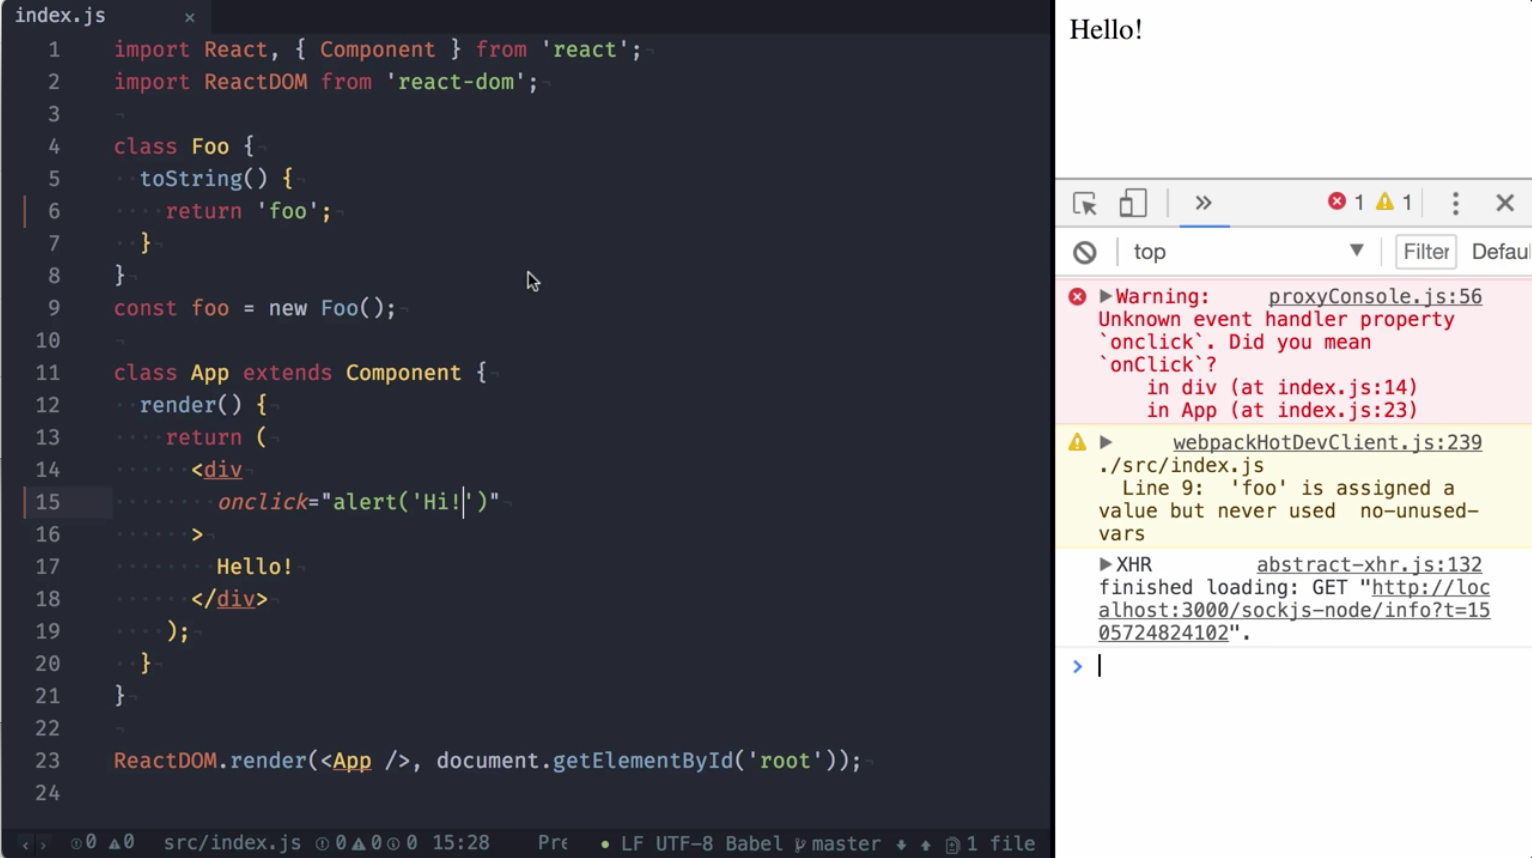 index.js ×
1 import React, { Component } from 'react';
2 import ReactDOM from 'react-dom';
3
4 class Foo {
5 toString() {
6 return 'foo';
7 }
8 }
9 const foo = new Foo();
10
11 class App extends Component {
12 render() {
13 return (
14 <div
15 onclick="alert('Hi!')"
16 >
17 Hello!
18 </div>
19 );
20 }
21 }
22
23 ReactDOM.render(<App />, document.getElementById('root'));
24
0 0 src/index.js 0 0 0 15:28 Pre LF UTF-8 Babel master 1 file
Hello!
1 1
top Filter Defaul
Warning: proxyConsole.js:56
Unknown event handler property
`onclick`. Did you mean
`onClick`?
in div (at index.js:14)
in App (at index.js:23)
webpackHotDevClient.js:239
./src/index.js
Line 9: 'foo' is assigned a
value but never used no-unused-
vars
XHR abstract-xhr.js:132
finished loading: GET "http://loc
alhost:3000/sockjs-node/info?t=15
05724824102".